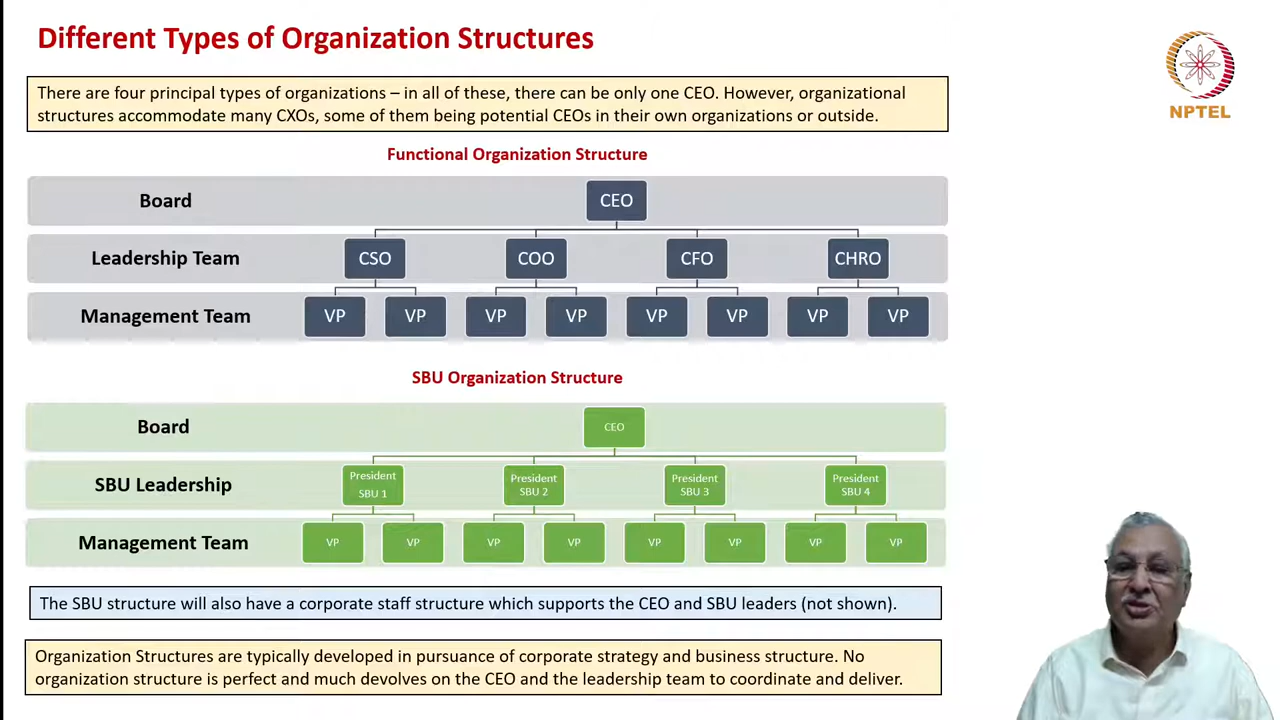 Different Types of Organization Structures
NPTEL
There are four principal types of organizations – in all of these, there can be only one CEO. However, organizational
structures accommodate many CXOs, some of them being potential CEOs in their own organizations or outside.
Functional Organization Structure
Board
CEO
Leadership Team
CSO
COO
CFO
CHRO
Management Team
VP
VP
VP
VP
VP
VP
VP
VP
SBU Organization Structure
Board
CEO
SBU Leadership
President
SBU 1
President
SBU 2
President
SBU 3
President
SBU 4
Management Team
VP
VP
VP
VP
VP
VP
VP
VP
The SBU structure will also have a corporate staff structure which supports the CEO and SBU leaders (not shown).
Organization Structures are typically developed in pursuance of corporate strategy and business structure. No
organization structure is perfect and much devolves on the CEO and the leadership team to coordinate and deliver.